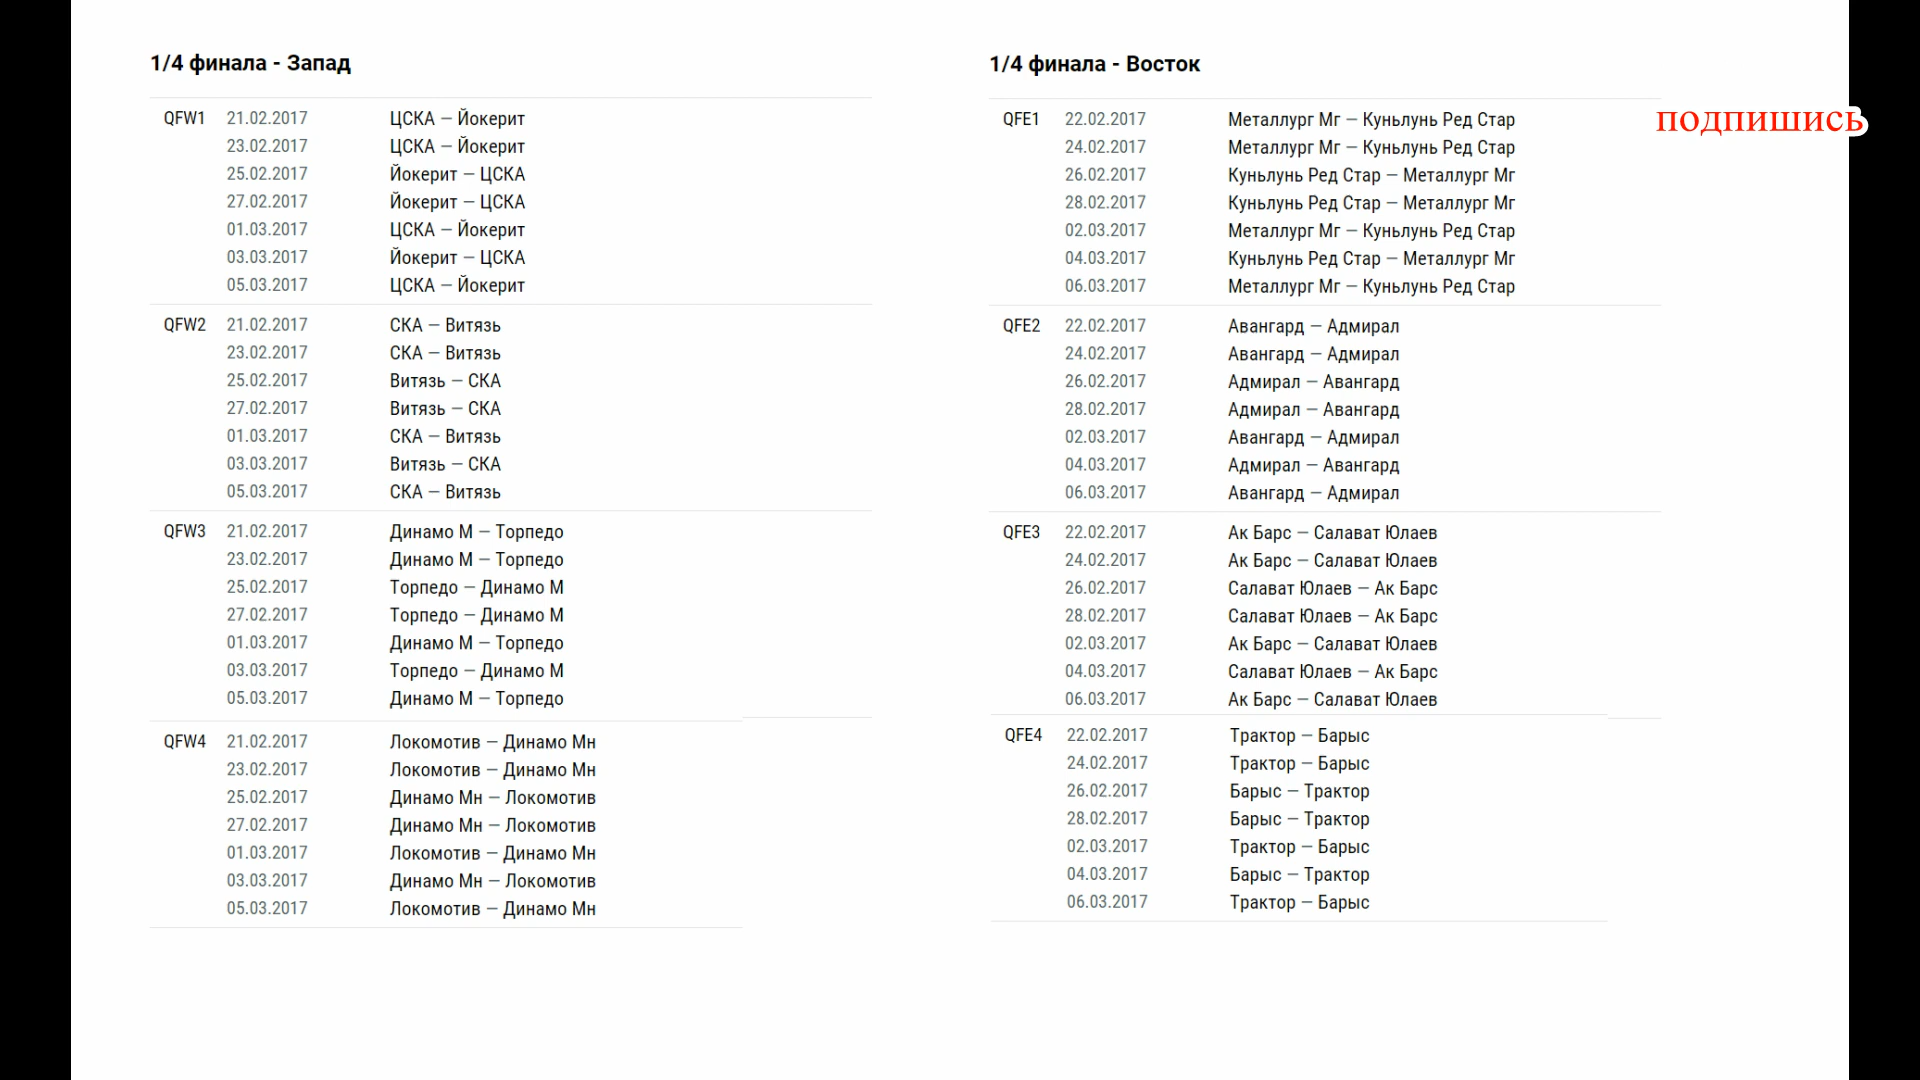 1/4 финала - Запад
QFW1 21.02.2017 ЦСКА — Йокерит
23.02.2017 ЦСКА — Йокерит
25.02.2017 Йокерит — ЦСКА
27.02.2017 Йокерит — ЦСКА
01.03.2017 ЦСКА — Йокерит
03.03.2017 Йокерит — ЦСКА
05.03.2017 ЦСКА — Йокерит
QFW2 21.02.2017 СКА — Витязь
23.02.2017 СКА — Витязь
25.02.2017 Витязь — СКА
27.02.2017 Витязь — СКА
01.03.2017 СКА — Витязь
03.03.2017 Витязь — СКА
05.03.2017 СКА — Витязь
QFW3 21.02.2017 Динамо М — Торпедо
23.02.2017 Динамо М — Торпедо
25.02.2017 Торпедо — Динамо М
27.02.2017 Торпедо — Динамо М
01.03.2017 Динамо М — Торпедо
03.03.2017 Торпедо — Динамо М
05.03.2017 Динамо М — Торпедо
QFW4 21.02.2017 Локомотив — Динамо Мн
23.02.2017 Локомотив — Динамо Мн
25.02.2017 Динамо Мн — Локомотив
27.02.2017 Динамо Мн — Локомотив
01.03.2017 Локомотив — Динамо Мн
03.03.2017 Динамо Мн — Локомотив
05.03.2017 Локомотив — Динамо Мн
1/4 финала - Восток
QFE1 22.02.2017 Металлург Мг — Куньлунь Ред Стар
24.02.2017 Металлург Мг — Куньлунь Ред Стар
26.02.2017 Куньлунь Ред Стар — Металлург Мг
28.02.2017 Куньлунь Ред Стар — Металлург Мг
02.03.2017 Металлург Мг — Куньлунь Ред Стар
04.03.2017 Куньлунь Ред Стар — Металлург Мг
06.03.2017 Металлург Мг — Куньлунь Ред Стар
QFE2 22.02.2017 Авангард — Адмирал
24.02.2017 Авангард — Адмирал
26.02.2017 Адмирал — Авангард
28.02.2017 Адмирал — Авангард
02.03.2017 Авангард — Адмирал
04.03.2017 Адмирал — Авангард
06.03.2017 Авангард — Адмирал
QFE3 22.02.2017 Ак Барс — Салават Юлаев
24.02.2017 Ак Барс — Салават Юлаев
26.02.2017 Салават Юлаев — Ак Барс
28.02.2017 Салават Юлаев — Ак Барс
02.03.2017 Ак Барс — Салават Юлаев
04.03.2017 Салават Юлаев — Ак Барс
06.03.2017 Ак Барс — Салават Юлаев
QFE4 22.02.2017 Трактор — Барыс
24.02.2017 Трактор — Барыс
26.02.2017 Барыс — Трактор
28.02.2017 Барыс — Трактор
02.03.2017 Трактор — Барыс
04.03.2017 Барыс — Трактор
06.03.2017 Трактор — Барыс
подпишись